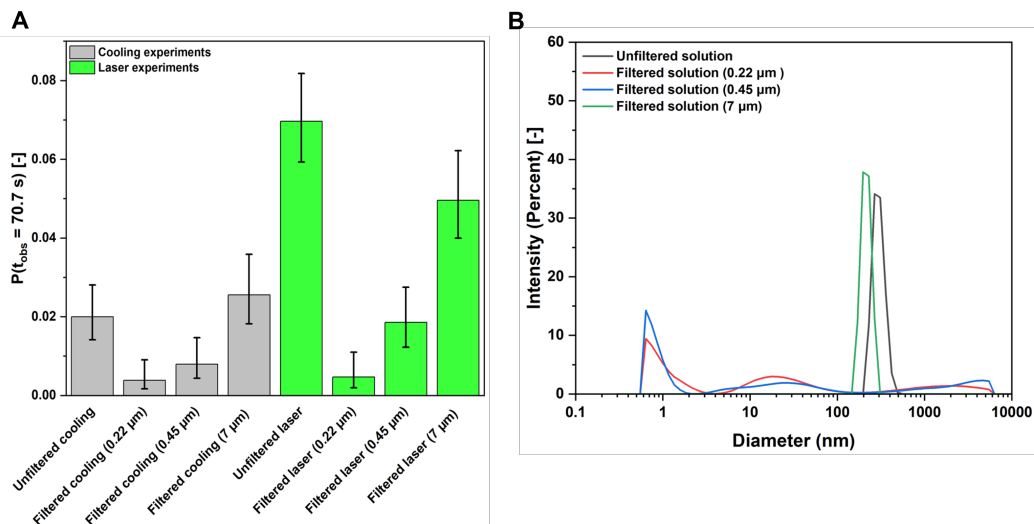 A
Cooling experiments
Laser experiments
P(t_obs = 70.7 s) [-]
0.08
0.06
0.04
0.02
0.00
Unfiltered cooling
Filtered cooling (0.22 µm)
Filtered cooling (0.45 µm)
Filtered cooling (7 µm)
Unfiltered laser
Filtered laser (0.22 µm)
Filtered laser (0.45 µm)
Filtered laser (7 µm)
B
Unfiltered solution
Filtered solution (0.22 µm )
Filtered solution (0.45 µm)
Filtered solution (7 µm)
Intensity (Percent) [-]
60
50
40
30
20
10
0
0.1 1 10 100 1000 10000
Diameter (nm)